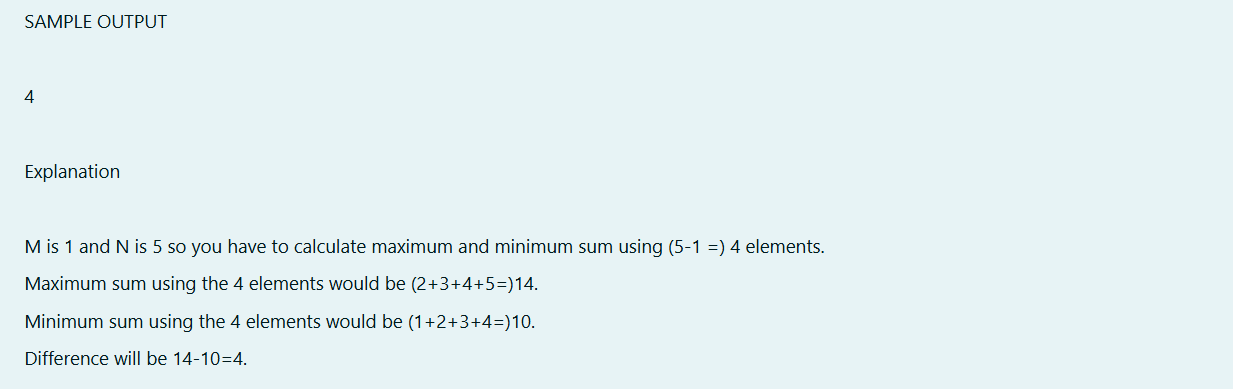 SAMPLE OUTPUT
4
Explanation
M is 1 and N is 5 so you have to calculate maximum and minimum sum using (5-1 =) 4 elements.
Maximum sum using the 4 elements would be (2+3+4+5=)14.
Minimum sum using the 4 elements would be (1+2+3+4=)10.
Difference will be 14-10=4.